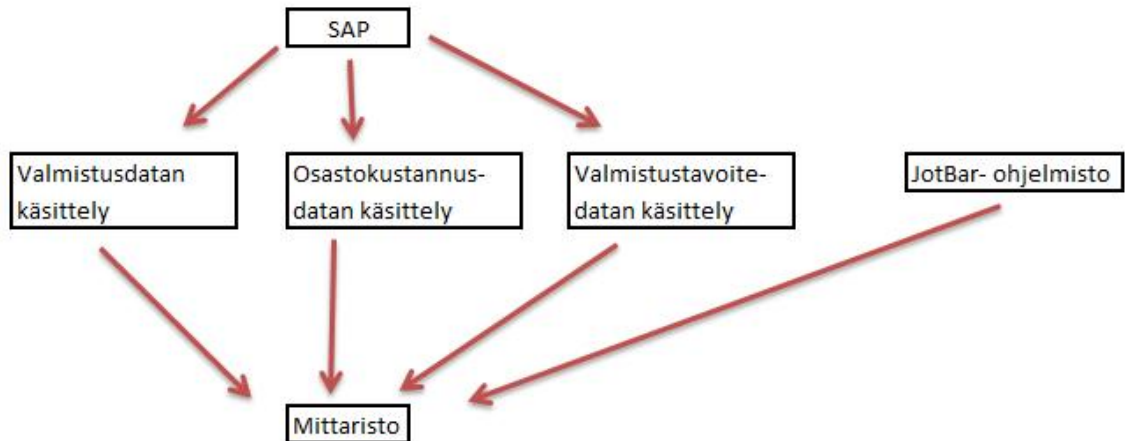 SAP
Valmistusdatan
käsittely
Osastokustannus-
datan käsittely
Valmistustavoite-
datan käsittely
JotBar- ohjelmisto
Mittaristo